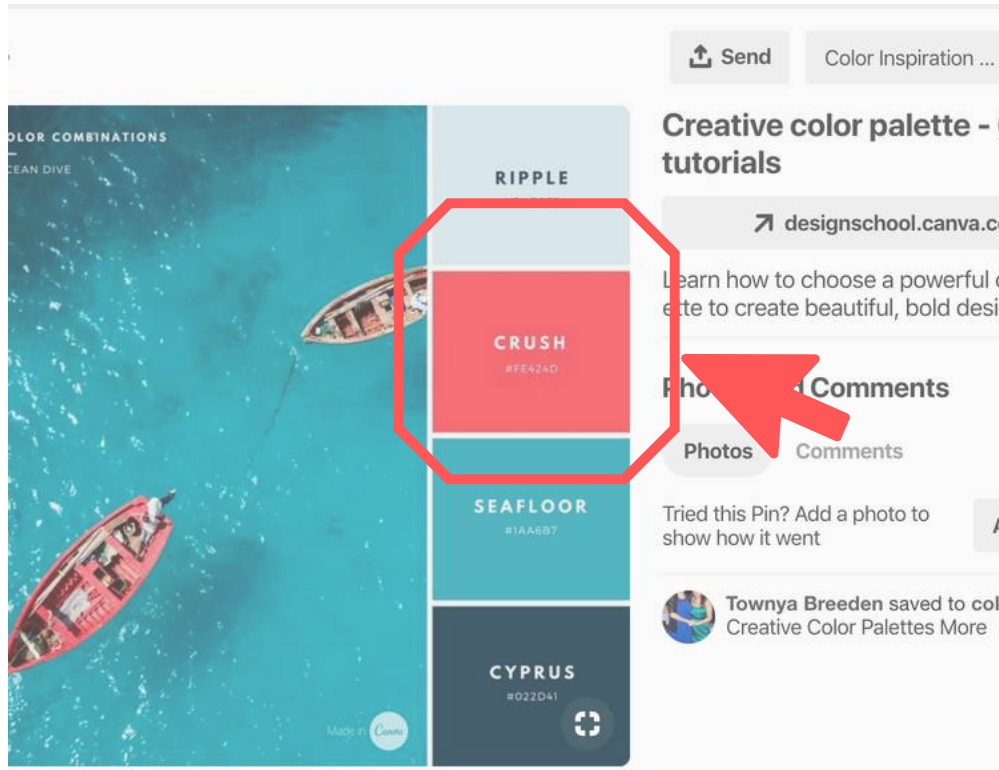 Send
Color Inspiration ...
OLOR COMBINATIONS
CEAN DIVE
RIPPLE
CRUSH
#FE424D
SEAFLOOR
#1AA6B7
CYPRUS
#022D41
Made in Canva
Creative color palette -
tutorials
designschool.canva.c
Learn how to choose a powerful
ette to create beautiful, bold desi
Comments
Photos
Comments
Tried this Pin? Add a photo to
show how it went
A
Townya Breeden saved to col
Creative Color Palettes More